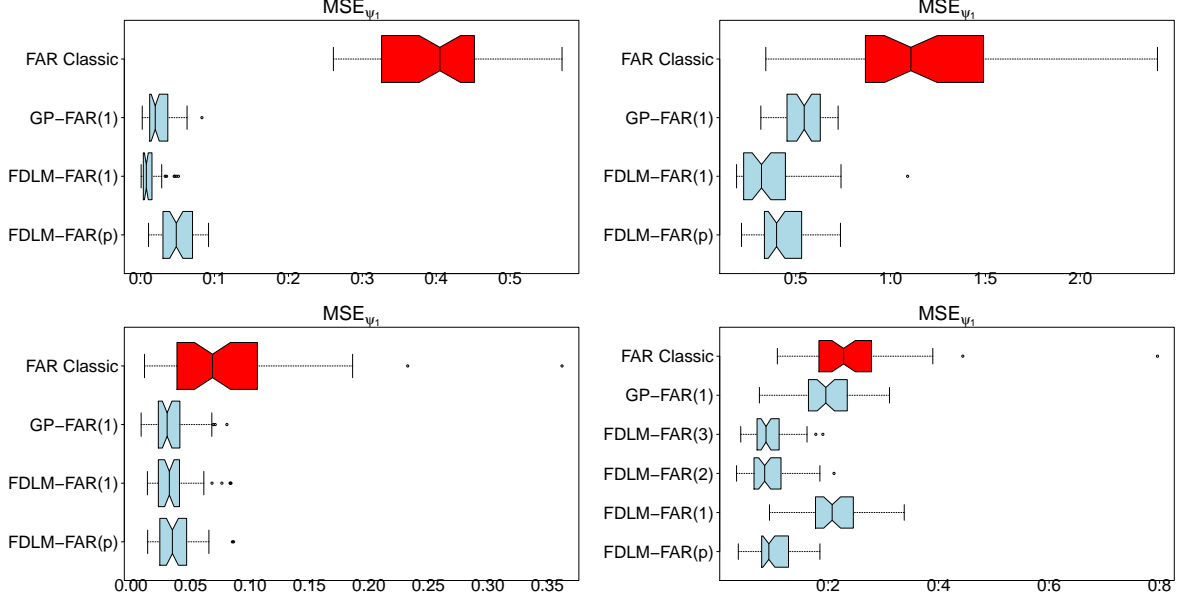 MSEψ1
FAR Classic
GP−FAR(1)
FDLM−FAR(1)
FDLM−FAR(p)
0:0 0:1 0:2 0:3 0:4 0:5
MSEψ1
FAR Classic
GP−FAR(1)
FDLM−FAR(1)
FDLM−FAR(p)
0:5 1:0 1:5 2:0
MSEψ1
FAR Classic
GP−FAR(1)
FDLM−FAR(1)
FDLM−FAR(p)
0.00 0.05 0.10 0.15 0.20 0.25 0.30 0.35
MSEψ1
FAR Classic
GP−FAR(1)
FDLM−FAR(3)
FDLM−FAR(2)
FDLM−FAR(1)
FDLM−FAR(p)
0:2 0:4 0:6 0:8